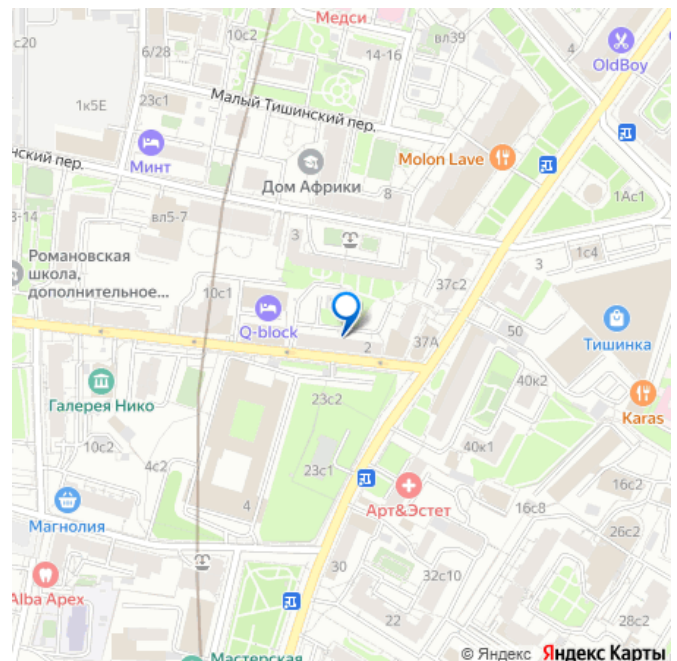 10с2
Медси
с20
6/28
14-16
вл39
4
OldBoy
1к5Е
23с1
Малый Тишинский пер.
нский пер.
Минт
Molon Lave
Дом Африки
8
1Ас1
3-14
вл5-7
3
1с4
Романовская
школа,
дополнительное...
3
37с2
10с1
Q-block
50
Тишинка
2
37А
Галерея Нико
23с2
40к2
Karas
10с2
4с2
40к1
23с1
16с2
4
Арт&Эстет
16с8
Магнолия
26с2
30
Alba Apex
32с10
22
28с2
Мастерская
© Яндекс Яндекс Карты